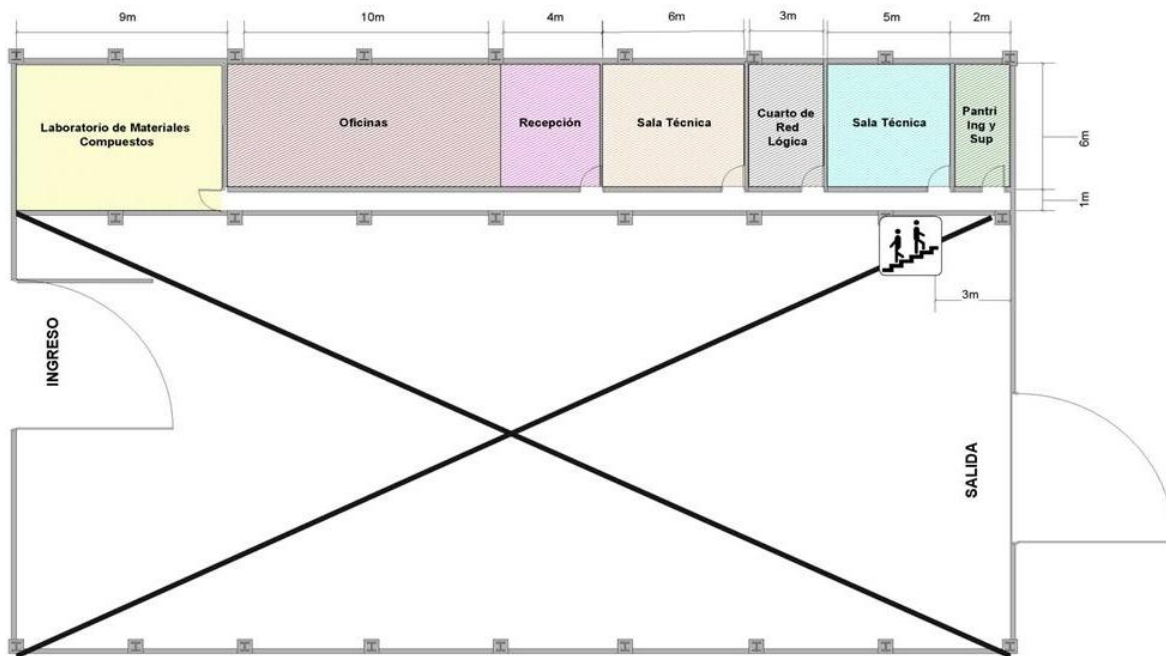 9m
10m
4m
6m
3m
5m
2m
Laboratorio de Materiales
Compuestos
Oficinas
Recepción
Sala Técnica
Cuarto de
Red
Lógica
Sala Técnica
Pantri
Ing y
Sup
6m
1m
3m
INGRESO
SALIDA